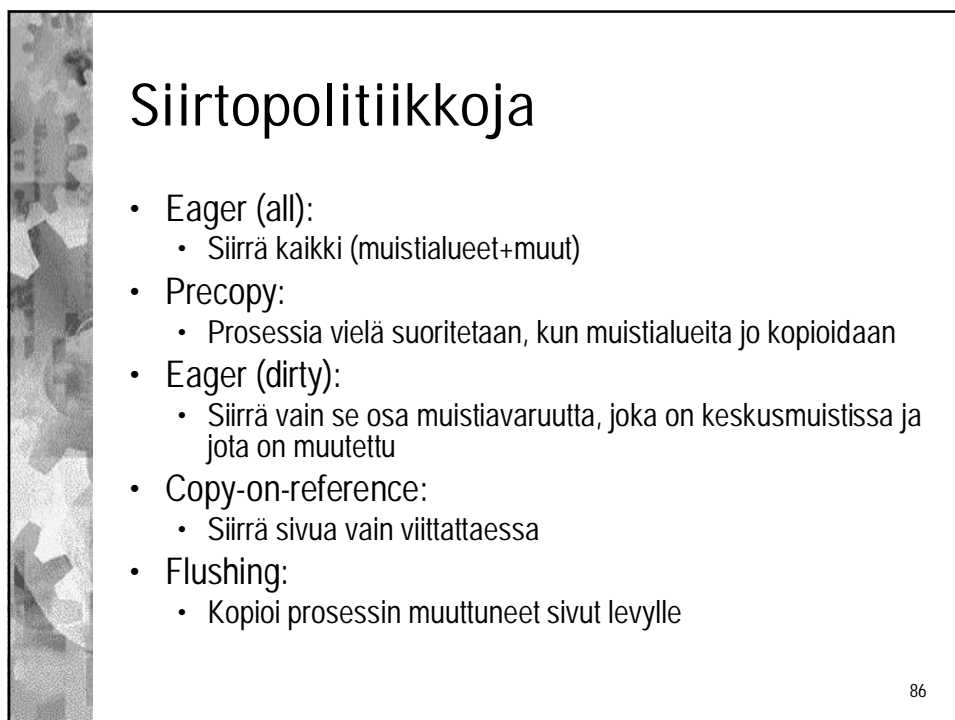 Siirtopolitiikkoja
• Eager (all):
• Siirrä kaikki (muistialueet+muut)
• Precopy:
• Prosessia vielä suoritetaan, kun muistialueita jo kopioidaan
• Eager (dirty):
• Siirrä vain se osa muistiavaruutta, joka on keskusmuistissa ja
jota on muutettu
• Copy-on-reference:
• Siirrä sivua vain viittattaessa
• Flushing:
• Kopioi prosessin muuttuneet sivut levylle
86